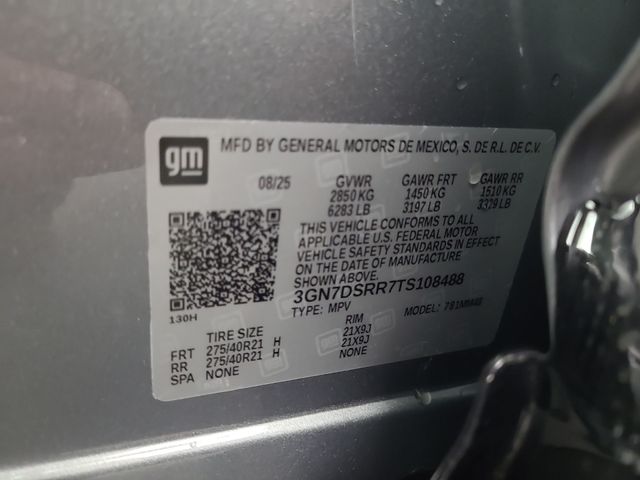 gm
MFD BY GENERAL MOTORS DE MEXICO, S. DE R.L. DE C.V.
08/25 GVWR GAWR FRT GAWR RR
2850 KG 1450 KG 1510 KG
6283 LB 3197 LB 3329 LB
THIS VEHICLE CONFORMS TO ALL
APPLICABLE U.S. FEDERAL MOTOR
VEHICLE SAFETY STANDARDS IN EFFECT
ON THE DATE OF MANUFACTURE
SHOWN ABOVE.
3GN7DSRR7TS108488
130H
TYPE: MPV MODEL:
TIRE SIZE RIM
FRT 275/40R21 H 21X9J
RR 275/40R21 H 21X9J
SPA NONE NONE